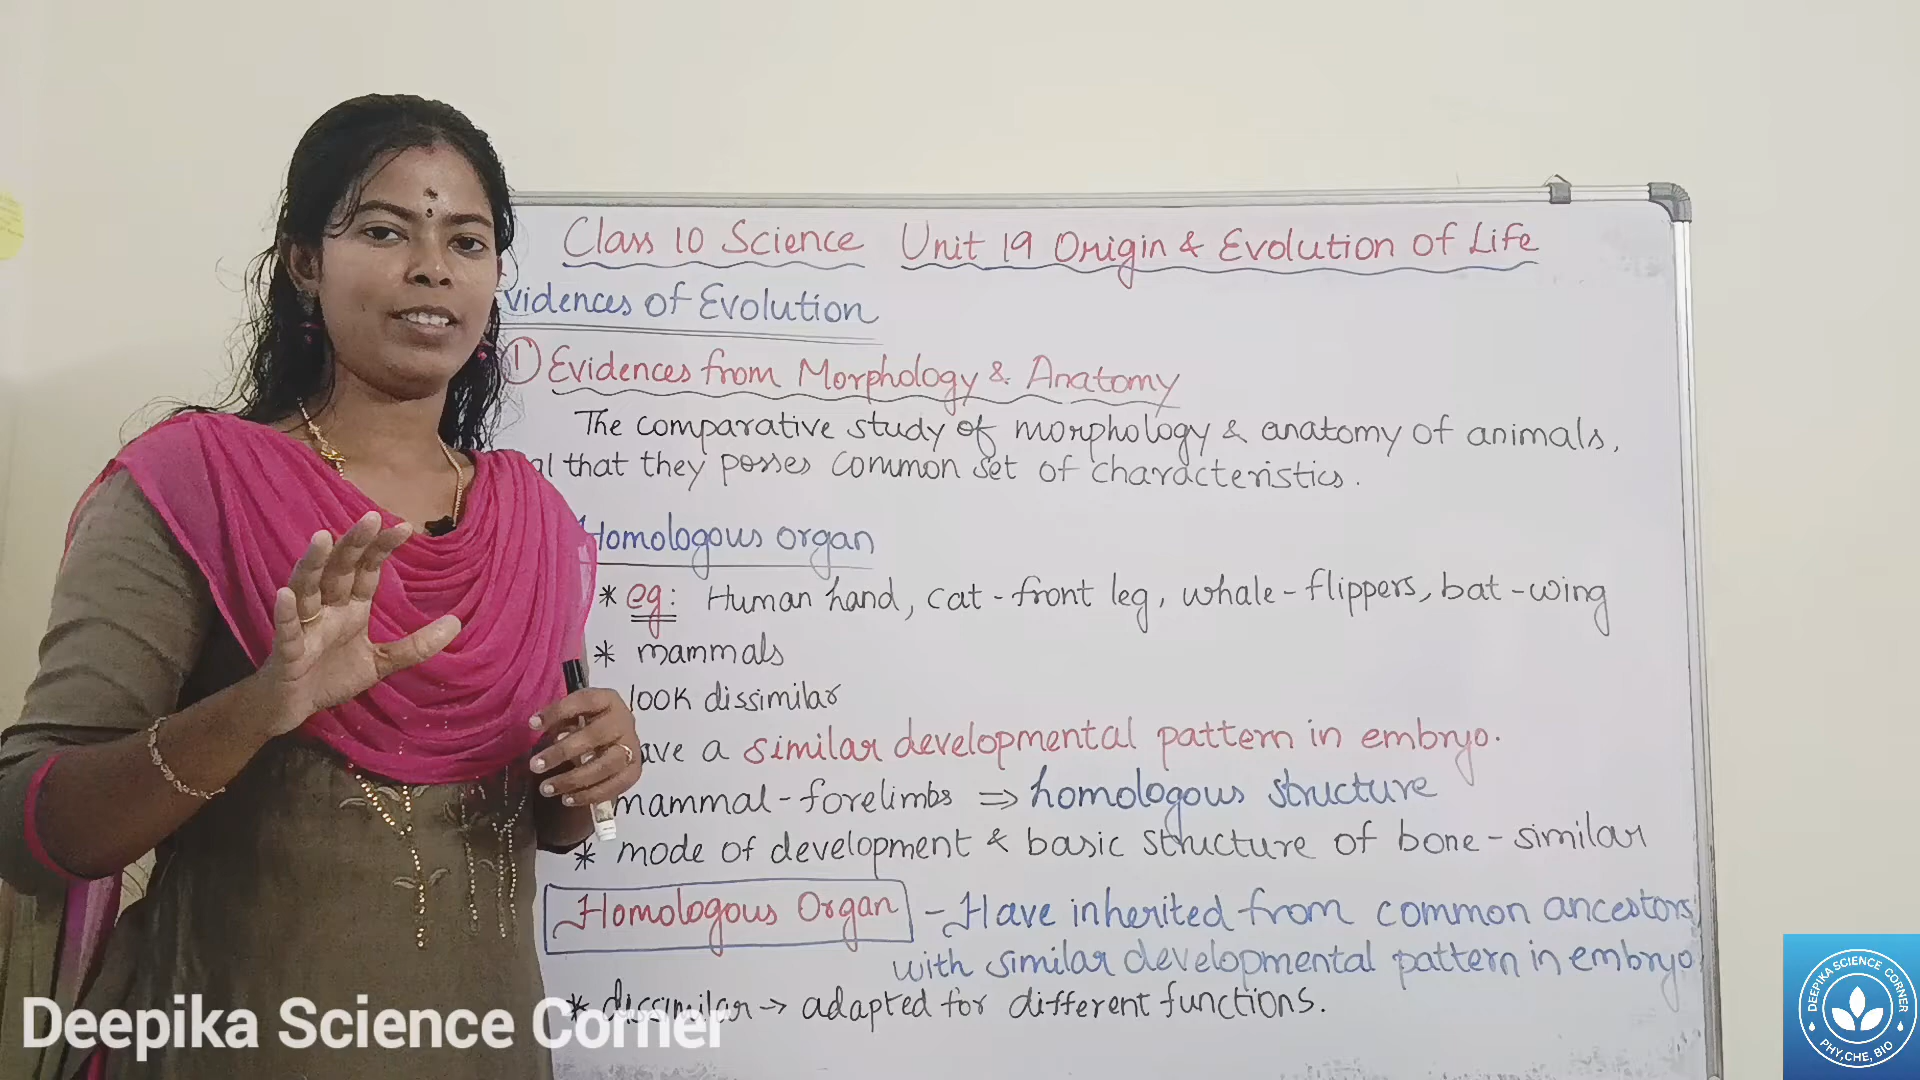 Class 10 Science Unit 19 Origin & Evolution of Life
vidences of Evolution
① Evidences from Morphology & Anatomy
The comparative study of morphology & anatomy of animals,
al that they posses common set of characteristics.
Homologous organ
* eg: Human hand, cat-front leg, whale-flippers, bat-wing
* mammals
look dissimilar
ave a similar developmental pattern in embryo.
mammal-forelimbs ⇒ homologous structure
* mode of development & basic structure of bone-similar
Homologous Organ - Have inherited from common ancestors
with similar developmental pattern in embryo
* dissimilar → adapted for different functions.
Deepika Science Corner
DEEPIKA SCIENCE CORNER
PHY,CHE, BIO